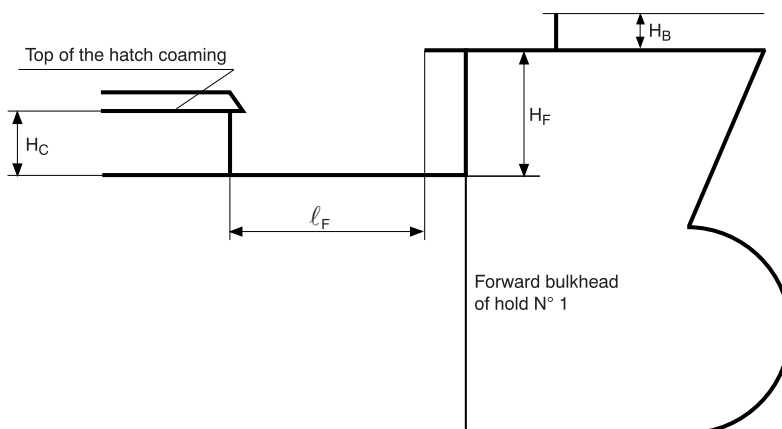 H_B
Top of the hatch coaming
H_F
H_C
ℓ_F
Forward bulkhead
of hold N° 1